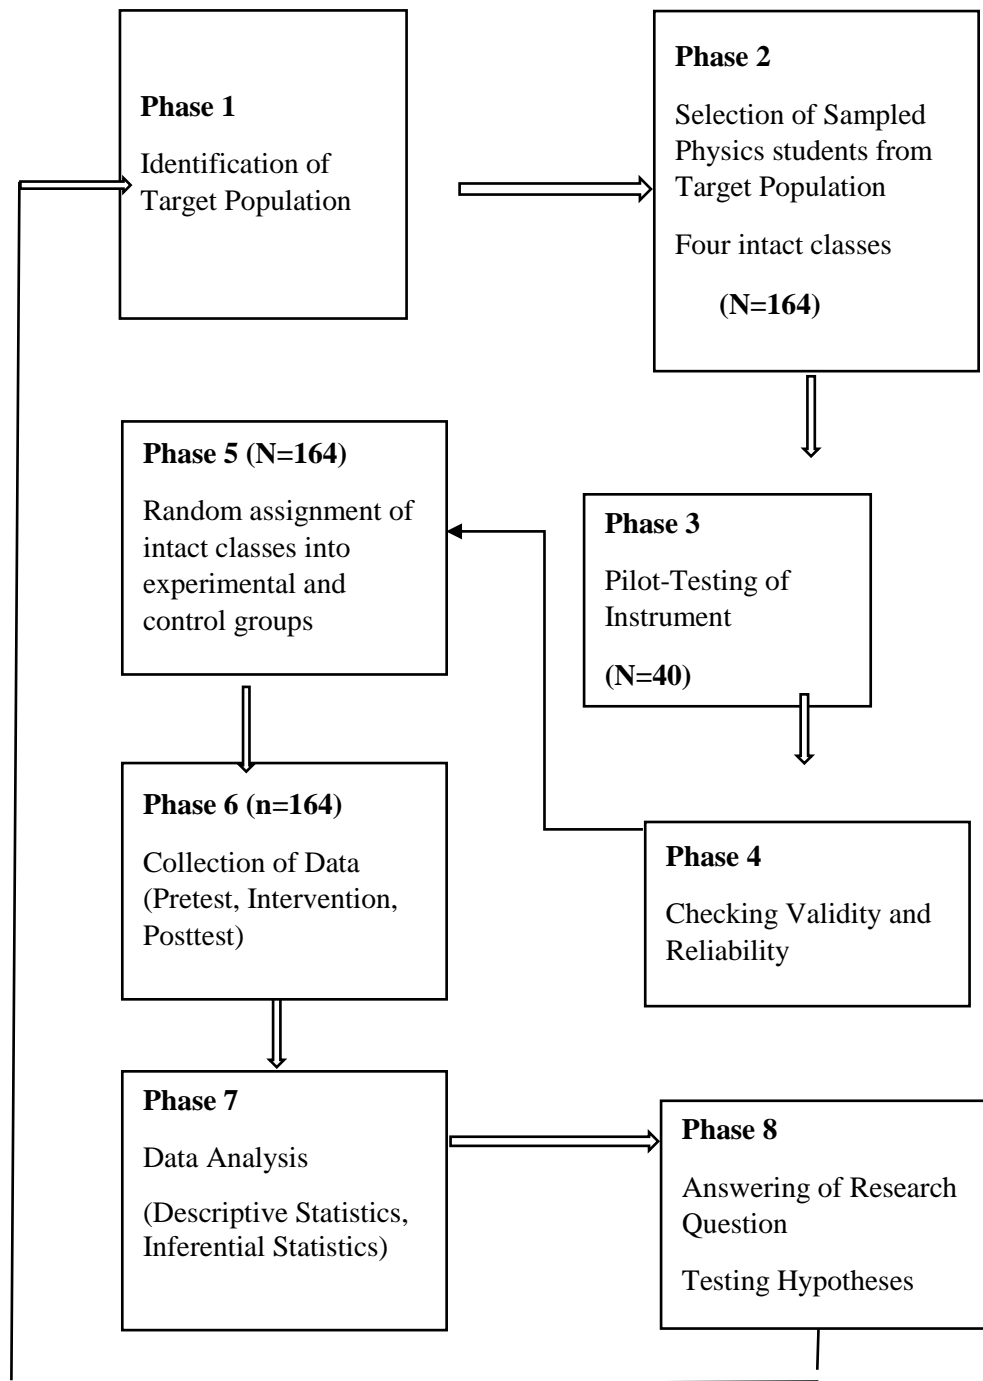 Phase 1
Identification of
Target Population
Phase 2
Selection of Sampled
Physics students from
Target Population
Four intact classes
(N=164)
Phase 3
Pilot-Testing of
Instrument
(N=40)
Phase 4
Checking Validity and
Reliability
Phase 5 (N=164)
Random assignment of
intact classes into
experimental and
control groups
Phase 6 (n=164)
Collection of Data
(Pretest, Intervention,
Posttest)
Phase 7
Data Analysis
(Descriptive Statistics,
Inferential Statistics)
Phase 8
Answering of Research
Question
Testing Hypotheses